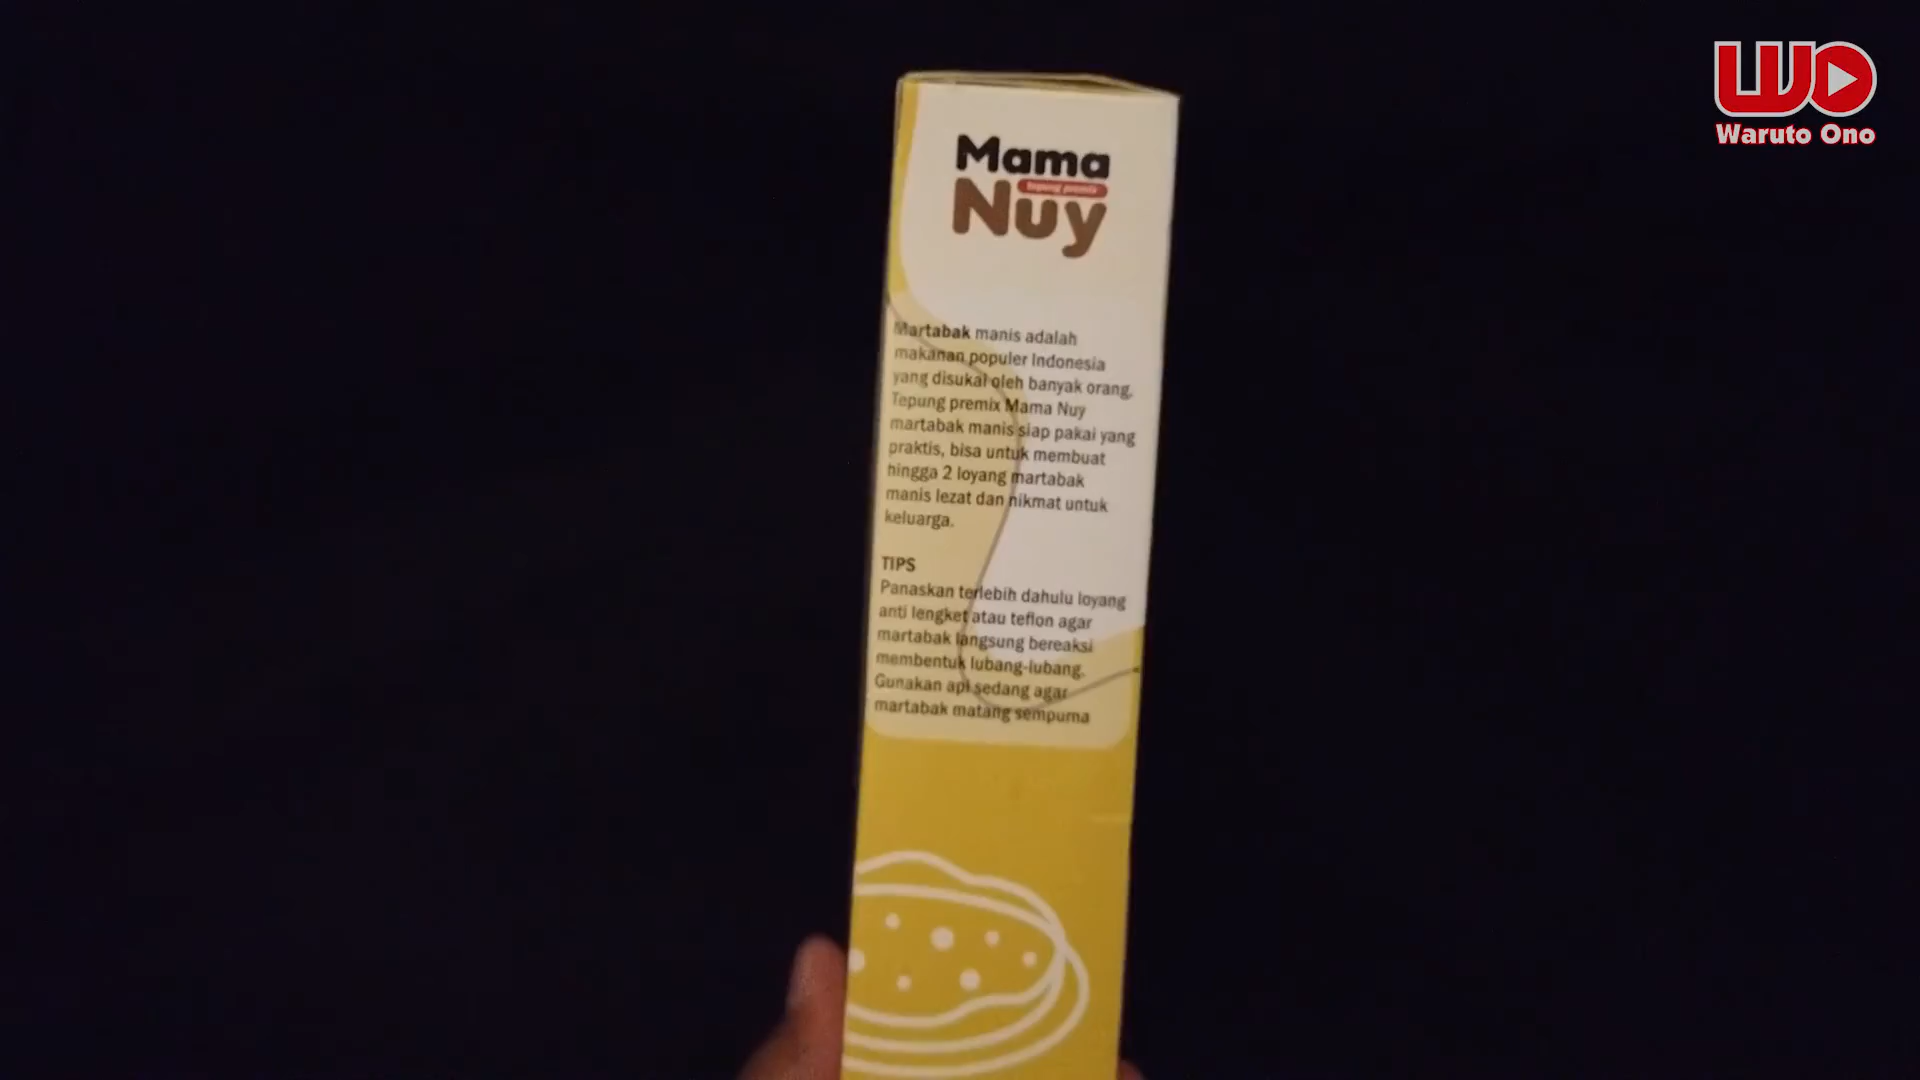 Waruto Ono
Mama
tepung premix
Nuy
Martabak manis adalah
makanan populer Indonesia
yang disukai oleh banyak orang.
Tepung premix Mama Nuy
martabak manis siap pakai yang
praktis, bisa untuk membuat
hingga 2 loyang martabak
manis lezat dan nikmat untuk
keluarga.
TIPS
Panaskan terlebih dahulu loyang
anti lengket atau teflon agar
martabak langsung bereaksi
membentuk lubang-lubang.
Gunakan api sedang agar
martabak matang sempurna